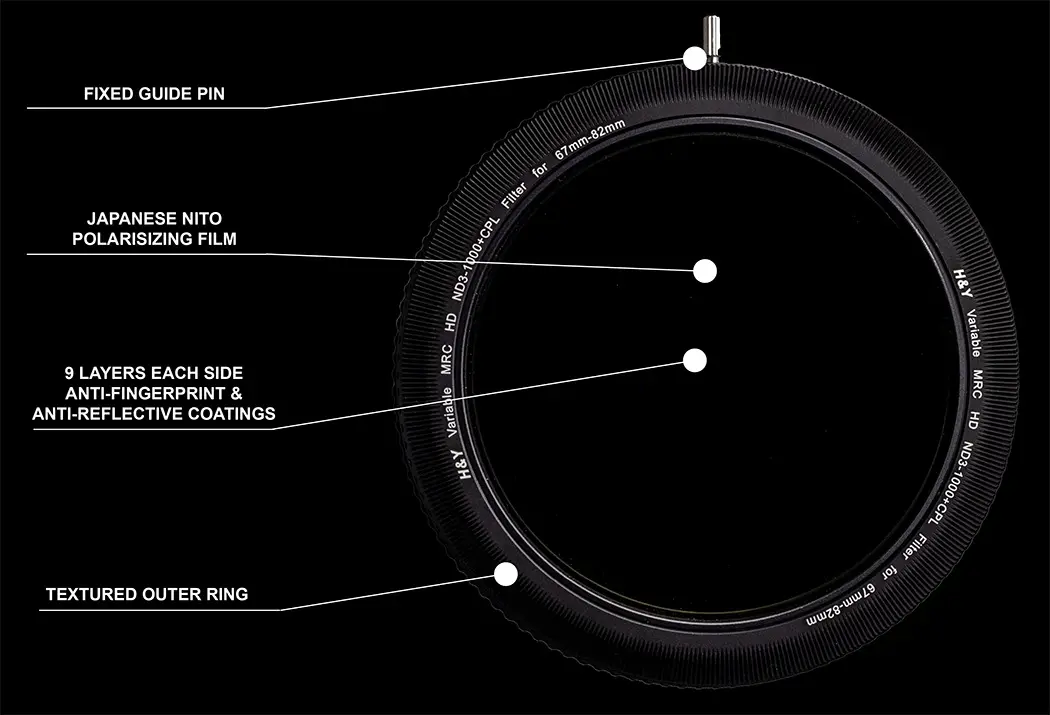 FIXED GUIDE PIN
JAPANESE NITO
POLARISIZING FILM
9 LAYERS EACH SIDE
ANTI-FINGERPRINT &
ANTI-REFLECTIVE COATINGS
TEXTURED OUTER RING
H&Y Variable MRC HD ND3-1000+CPL Filter for 67mm-82mm
H&Y Variable MRC HD ND3-1000+CPL Filter for 67mm-82mm